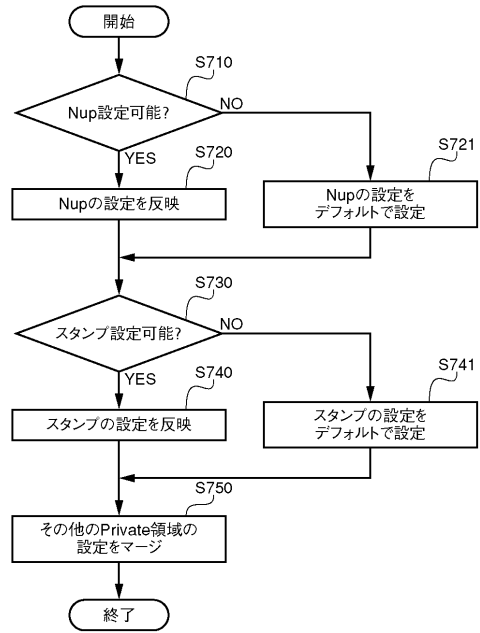 開始
S710
Nup設定可能?
NO
YES
S720
S721
Nupの設定を反映
Nupの設定を
デフォルトで設定
S730
スタンプ設定可能?
NO
YES
S740
S741
スタンプの設定を反映
スタンプの設定を
デフォルトで設定
S750
その他のPrivate領域の
設定をマージ
終了